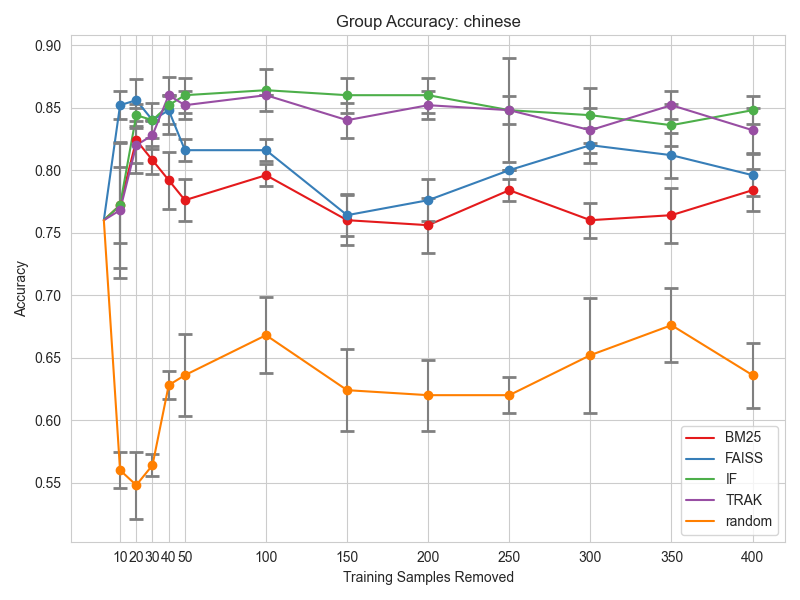 Group Accuracy: chinese
0.90
0.85
0.80
0.75
0.70
0.65
0.60
0.55
Accuracy
10 20 30 40 50 100 150 200 250 300 350 400
Training Samples Removed
BM25
FAISS
IF
TRAK
random